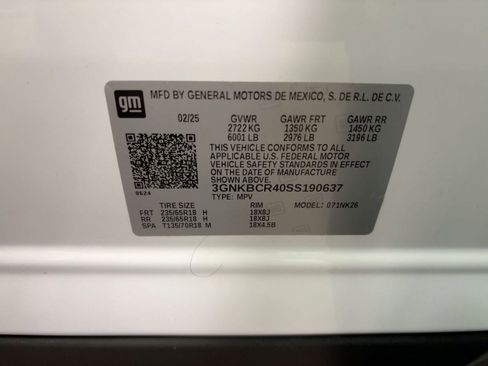 gm MFD BY GENERAL MOTORS DE MEXICO, S. DE R.L. DE C.V.
02/25 GVWR GAWR FRT GAWR RR
2722 KG 1350 KG 1450 KG
6001 LB 2976 LB 3196 LB
THIS VEHICLE CONFORMS TO ALL
APPLICABLE U.S. FEDERAL MOTOR
VEHICLE SAFETY STANDARDS IN EFFECT
ON THE DATE OF MANUFACTURE
SHOWN ABOVE.
3GNKBCR40SS190637
TYPE: MPV
0624
TIRE SIZE RIM MODEL: 071NK26
FRT 235/65R18 H 18X8J
RR 235/65R18 H 18X8J
SPA T135/70R18 M 18X4.5B